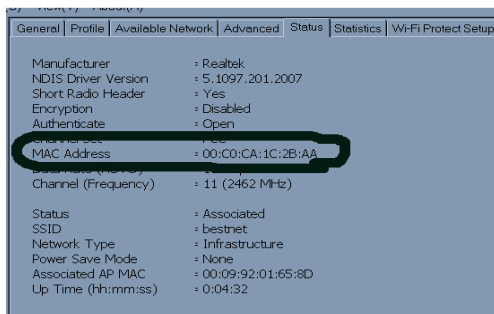 General Profile Available Network Advanced Status Statistics Wi-Fi Protect Setup
Manufacturer = Realtek
NDIS Driver Version = 5.1097.201.2007
Short Radio Header = Yes
Encryption = Disabled
Authenticate = Open
MAC Address = 00:C0:CA:1C:2B:AA
Channel (Frequency) = 11 (2462 MHz)
Status = Associated
SSID = bestnet
Network Type = Infrastructure
Power Save Mode = None
Associated AP MAC = 00:09:92:01:65:8D
Up Time (hh:mm:ss) = 0:04:32